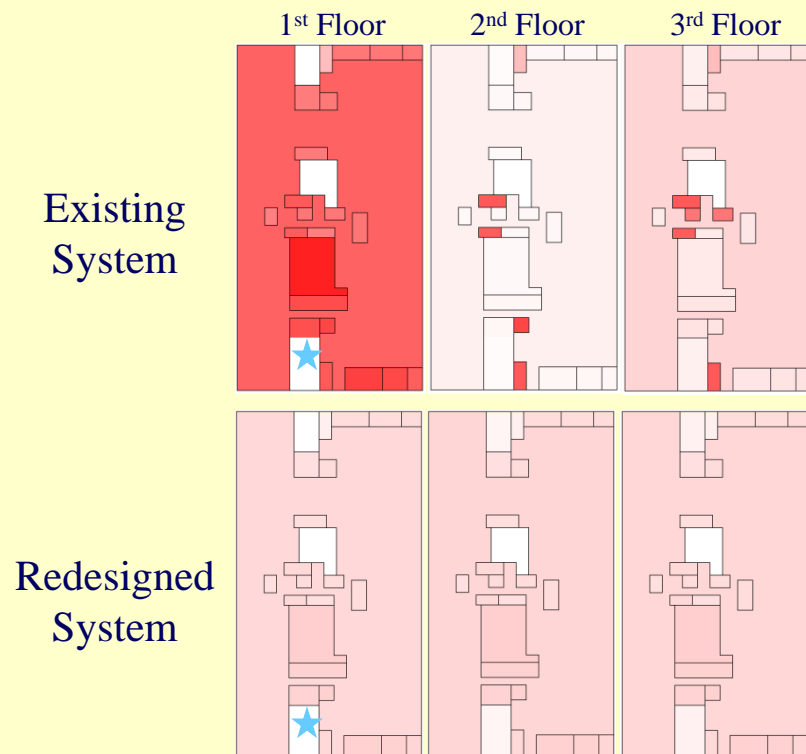 1st Floor
2nd Floor
3rd Floor
Existing
System
Redesigned
System